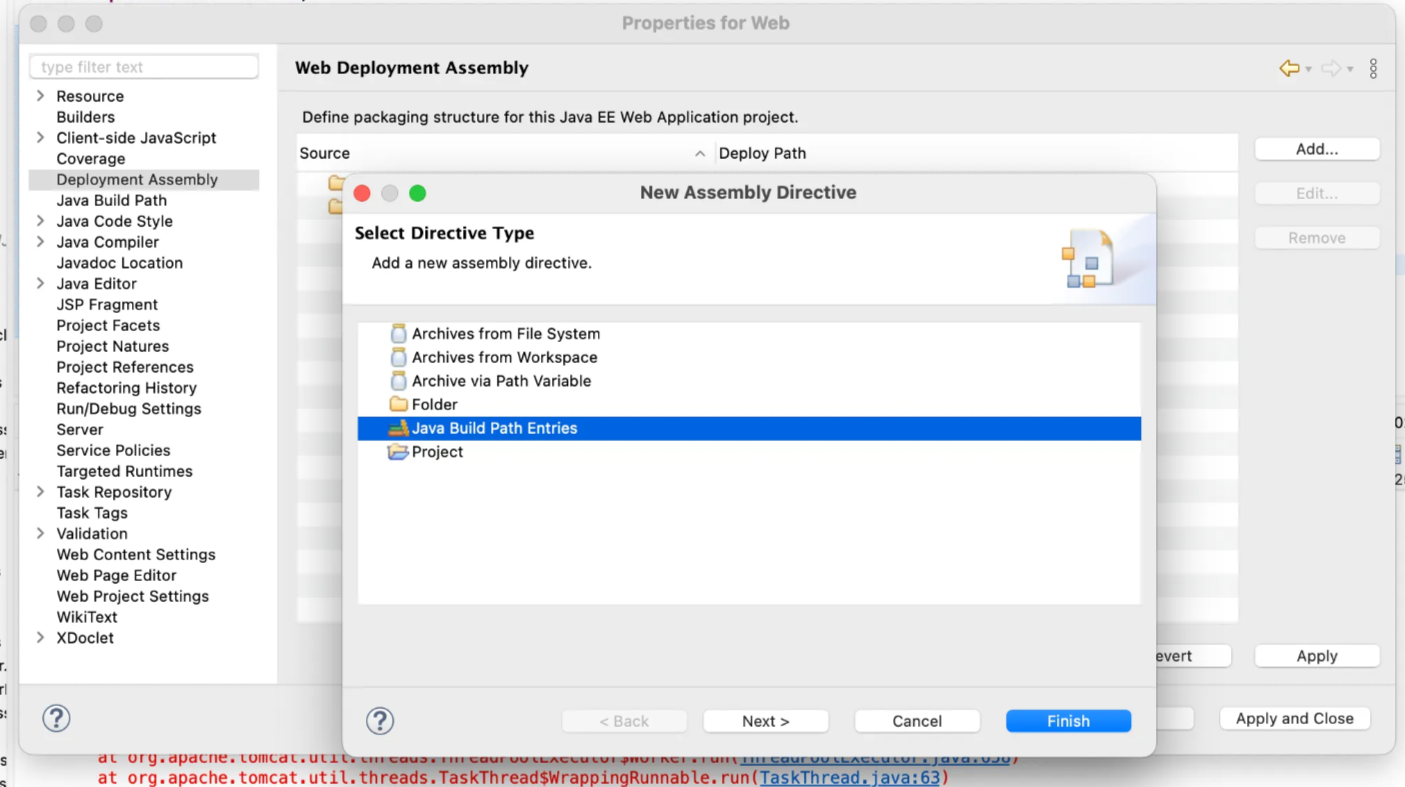 Properties for Web
type filter text
Web Deployment Assembly
Resource
Builders
Client-side JavaScript
Coverage
Deployment Assembly
Java Build Path
Java Code Style
Java Compiler
Javadoc Location
Java Editor
JSP Fragment
Project Facets
Project Natures
Project References
Refactoring History
Run/Debug Settings
Server
Service Policies
Targeted Runtimes
Task Repository
Task Tags
Validation
Web Content Settings
Web Page Editor
Web Project Settings
WikiText
XDoclet
Define packaging structure for this Java EE Web Application project.
Source
Deploy Path
Add...
Edit...
Remove
New Assembly Directive
Select Directive Type
Add a new assembly directive.
Archives from File System
Archives from Workspace
Archive via Path Variable
Folder
Java Build Path Entries
Project
< Back
Next >
Cancel
Finish
evert
Apply
Apply and Close
at org.apache.tomcat.util.threads.ThreadPoolExecutor$Worker.run(ThreadPoolExecutor.java:638)
at org.apache.tomcat.util.threads.TaskThread$WrappingRunnable.run(TaskThread.java:63)